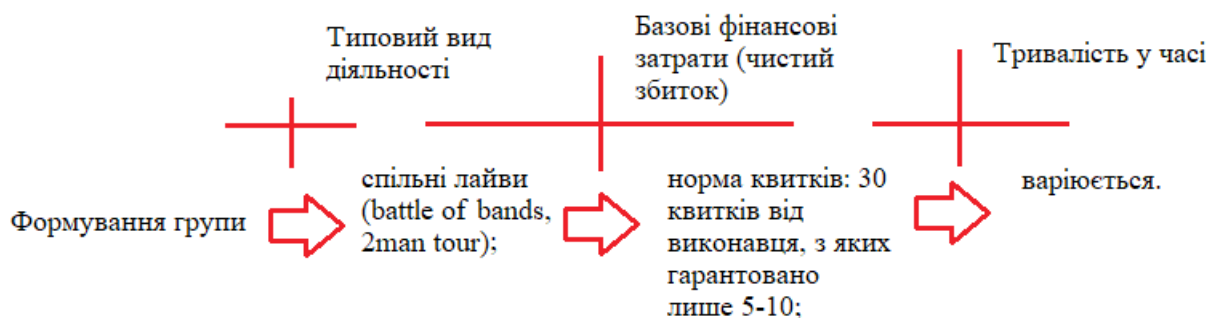 Типовий вид
діяльності
Базові фінансові
затрати (чистий
збиток)
Тривалість у часі
Формування групи
спільні лайви
(battle of bands,
2man tour);
норма квитків: 30
квитків від
виконавця, з яких
гарантовано
лише 5-10;
варіюється.